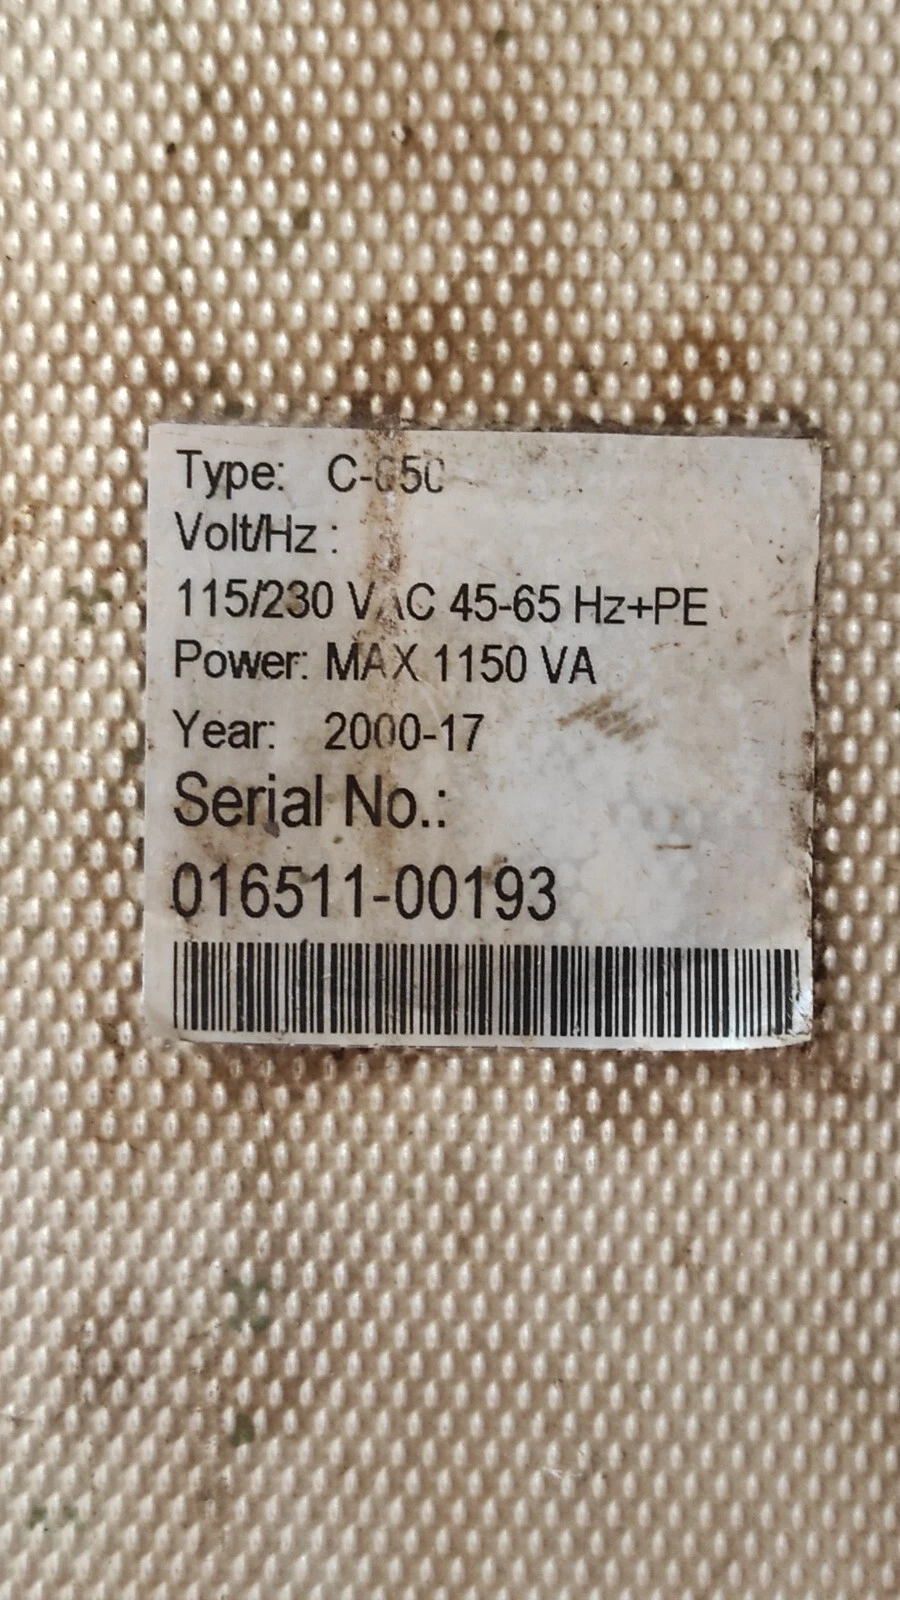 Type: C-650
Volt/Hz :
115/230 VAC 45-65 Hz+PE
Power: MAX 1150 VA
Year: 2000-17
Serial No.:
016511-00193